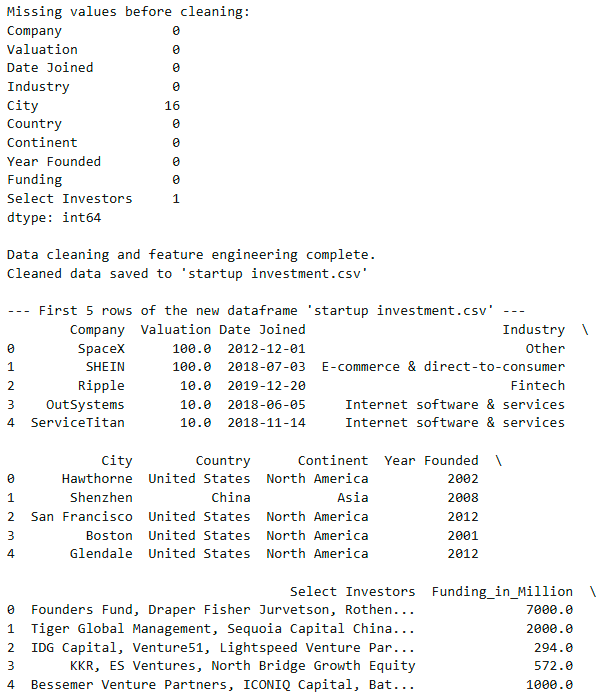 Missing values before cleaning:
Company              0
Valuation            0
Date Joined          0
Industry             0
City                16
Country              0
Continent            0
Year Founded         0
Funding              0
Select Investors     1
dtype: int64

Data cleaning and feature engineering complete.
Cleaned data saved to 'startup investment.csv'

--- First 5 rows of the new dataframe 'startup investment.csv' ---
        Company  Valuation Date Joined                         Industry  \
0        SpaceX      100.0  2012-12-01                            Other
1         SHEIN      100.0  2018-07-03  E-commerce & direct-to-consumer
2        Ripple       10.0  2019-12-20                          Fintech
3    OutSystems       10.0  2018-06-05     Internet software & services
4  ServiceTitan       10.0  2018-11-14     Internet software & services

            City        Country      Continent  Year Founded  \
0      Hawthorne  United States  North America          2002
1       Shenzhen          China           Asia          2008
2  San Francisco  United States  North America          2012
3         Boston  United States  North America          2001
4       Glendale  United States  North America          2012

                                    Select Investors  Funding_in_Million  \
0  Founders Fund, Draper Fisher Jurvetson, Rothen...              7000.0
1  Tiger Global Management, Sequoia Capital China...              2000.0
2  IDG Capital, Venture51, Lightspeed Venture Par...               294.0
3       KKR, ES Ventures, North Bridge Growth Equity               572.0
4  Bessemer Venture Partners, ICONIQ Capital, Bat...              1000.0